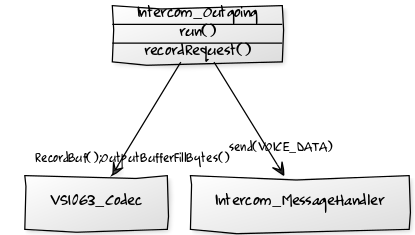 Intercom_Outgoing
run()
recordRequest()
send(VOICE_DATA)
RecordBuf();OutputBufferFillBytes()
VS1063_Codec
Intercom_MessageHandler